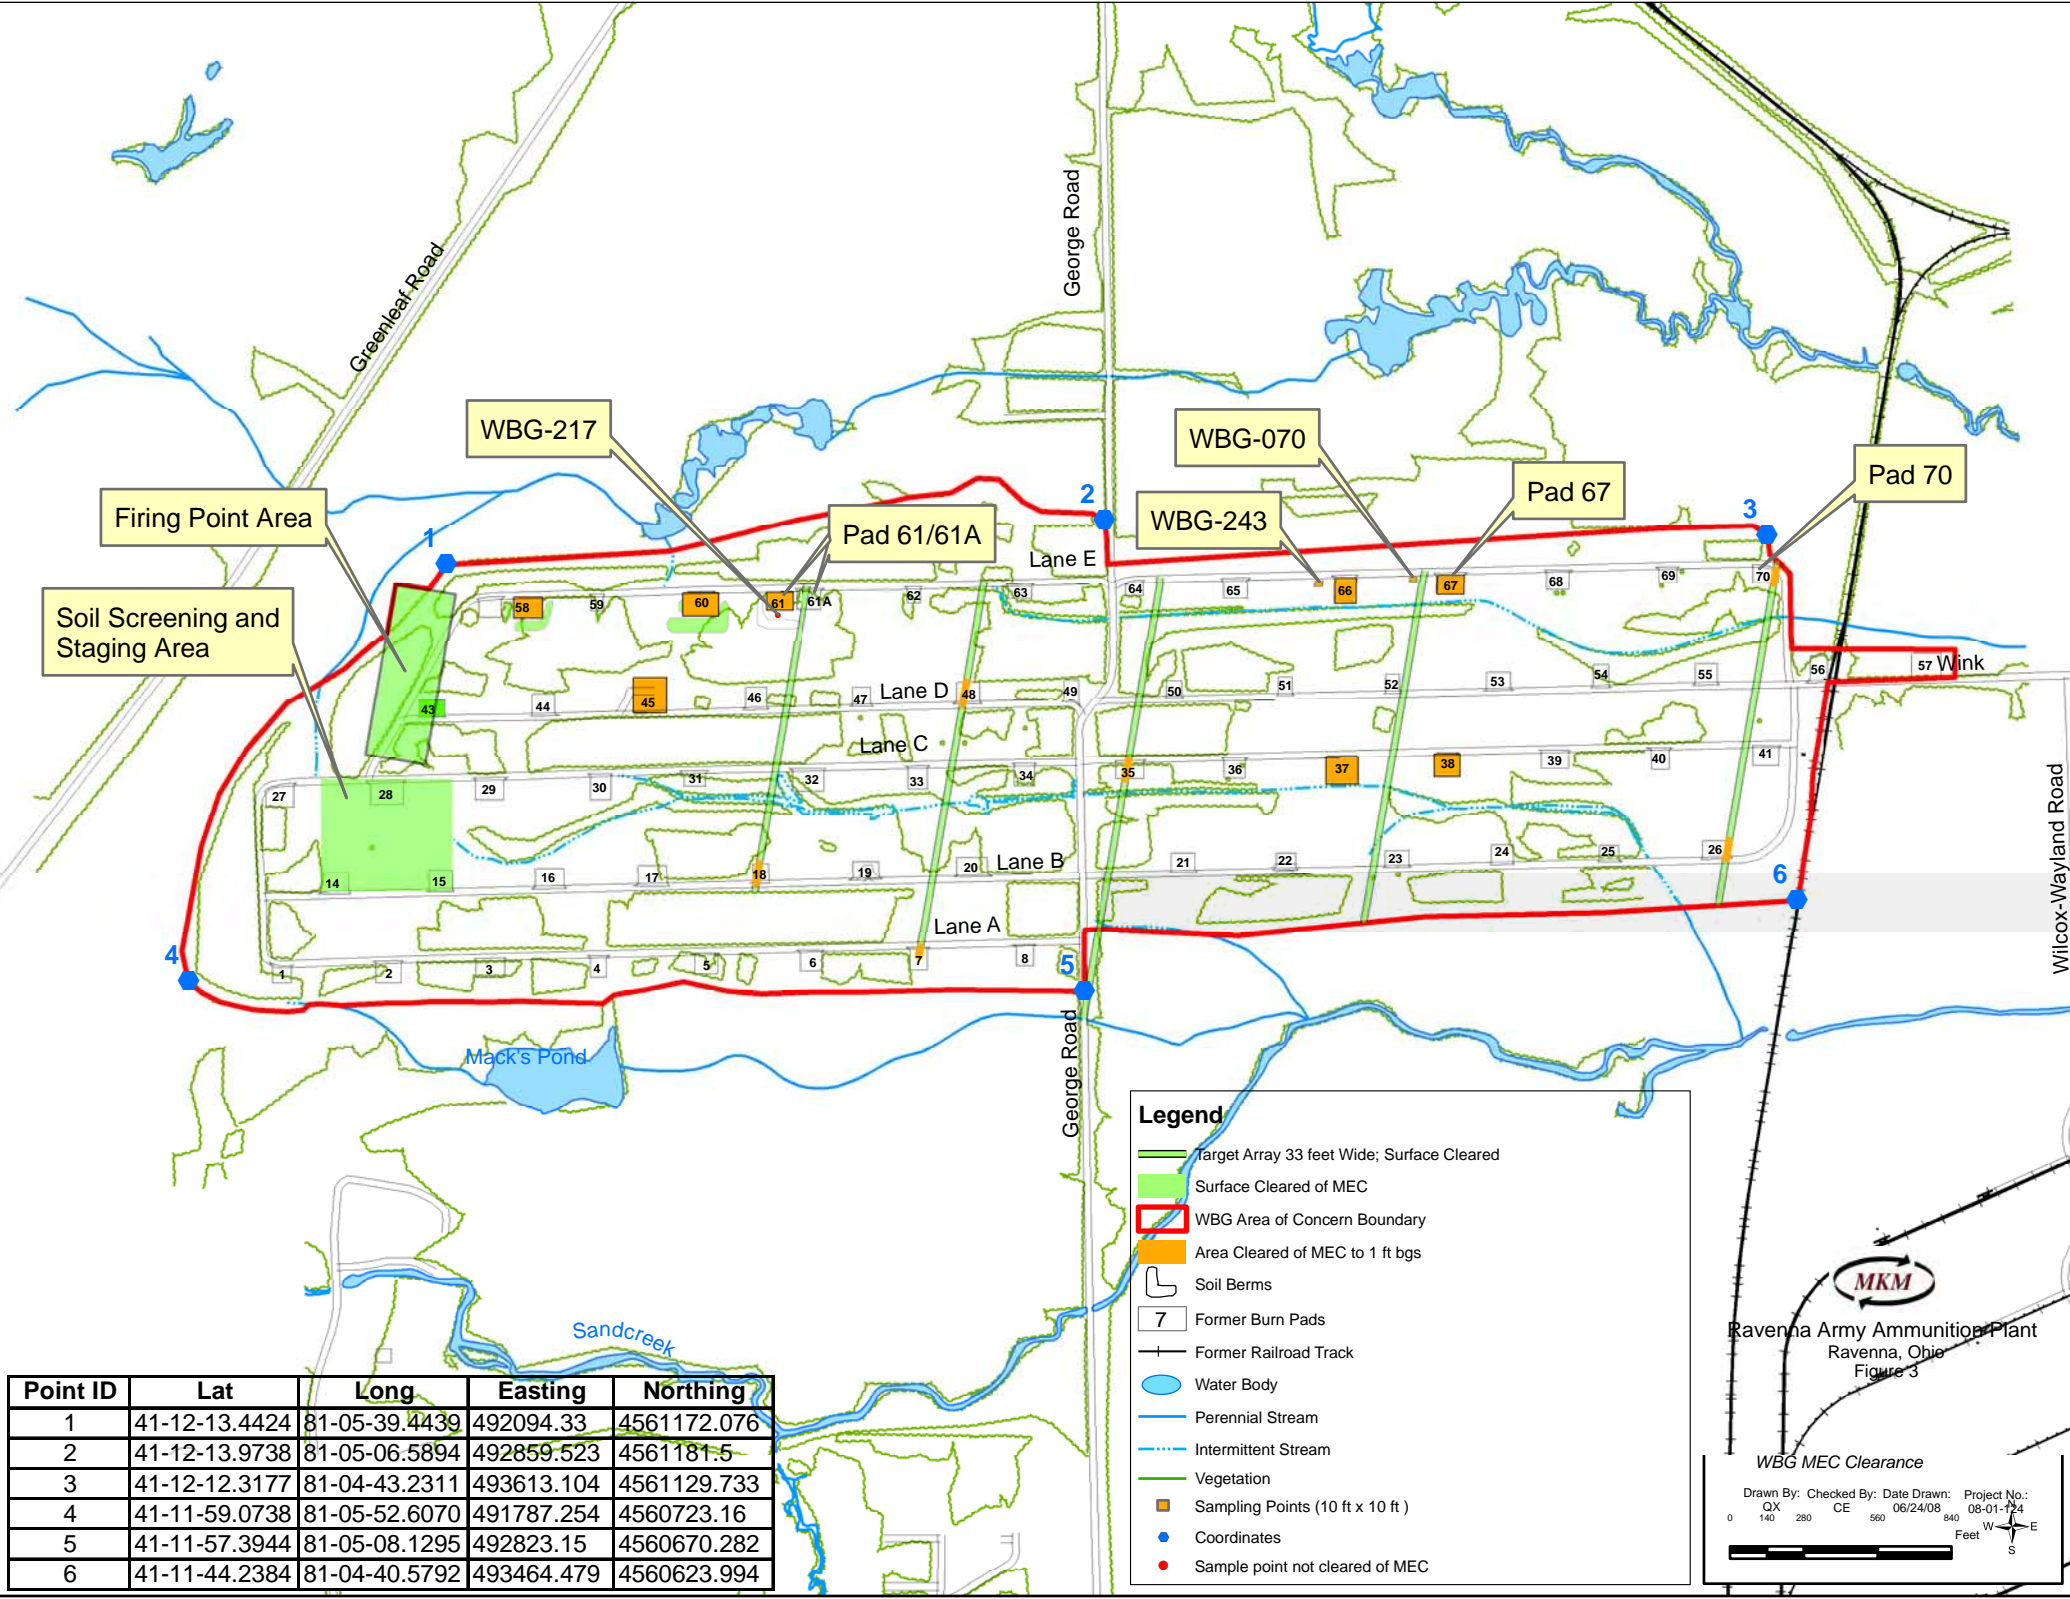 George Road
Greenleaf Road
WBG-217
WBG-070
Pad 70
Pad 67
Firing Point Area
WBG-243
Pad 61/61A
1
2
3
Lane E
Soil Screening and
Staging Area
58
59
60
61
61A
62
63
64
65
66
67
68
69
70
43
44
45
46
47
Lane D
48
49
50
51
52
53
54
55
56
57
Wink
Lane C
27
28
29
30
31
32
33
34
35
36
37
38
39
40
41
Wilcox-Wayland Road
14
15
16
17
18
19
20
Lane B
21
22
23
24
25
26
6
Lane A
4
1
2
3
4
5
6
7
8
5
Mack's Pond
George Road
Sandcreek
Legend
Target Array 33 feet Wide; Surface Cleared
Surface Cleared of MEC
WBG Area of Concern Boundary
Area Cleared of MEC to 1 ft bgs
Soil Berms
7 Former Burn Pads
Former Railroad Track
Water Body
Perennial Stream
Intermittent Stream
Vegetation
Sampling Points (10 ft x 10 ft )
Coordinates
Sample point not cleared of MEC
MKM
Ravenna Army Ammunition Plant
Ravenna, Ohio
Figure 3
WBG MEC Clearance
Drawn By: Checked By: Date Drawn: Project No.:
QX CE 06/24/08 08-01-124
0 140 280 560 840
Feet
N
W E
S
Point ID Lat Long Easting Northing
1 41-12-13.4424 81-05-39.4439 492094.33 4561172.076
2 41-12-13.9738 81-05-06.5894 492859.523 4561181.5
3 41-12-12.3177 81-04-43.2311 493613.104 4561129.733
4 41-11-59.0738 81-05-52.6070 491787.254 4560723.16
5 41-11-57.3944 81-05-08.1295 492823.15 4560670.282
6 41-11-44.2384 81-04-40.5792 493464.479 4560623.994